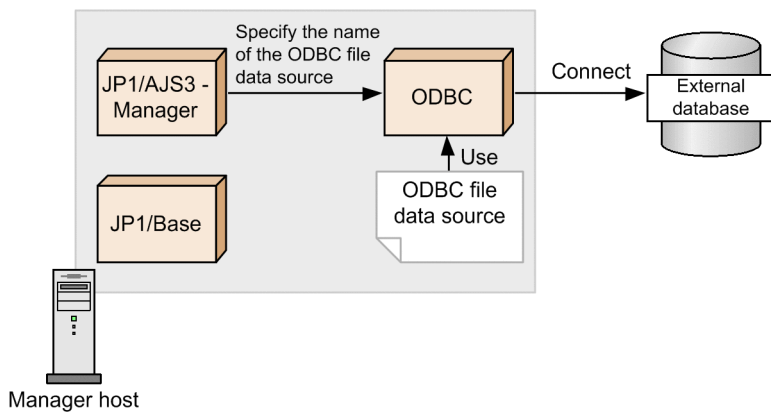 Specify the name
of the ODBC file
data source
JP1/AJS3 -
Manager
ODBC
Connect
External
database
Use
ODBC file
data source
JP1/Base
Manager host